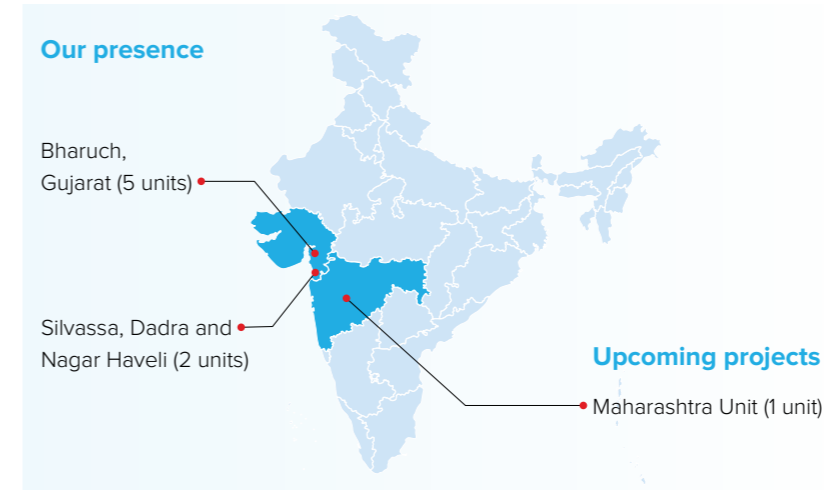 Our presence
Bharuch,
Gujarat (5 units)
Silvassa, Dadra and
Nagar Haveli (2 units)
Upcoming projects
Maharashtra Unit (1 unit)